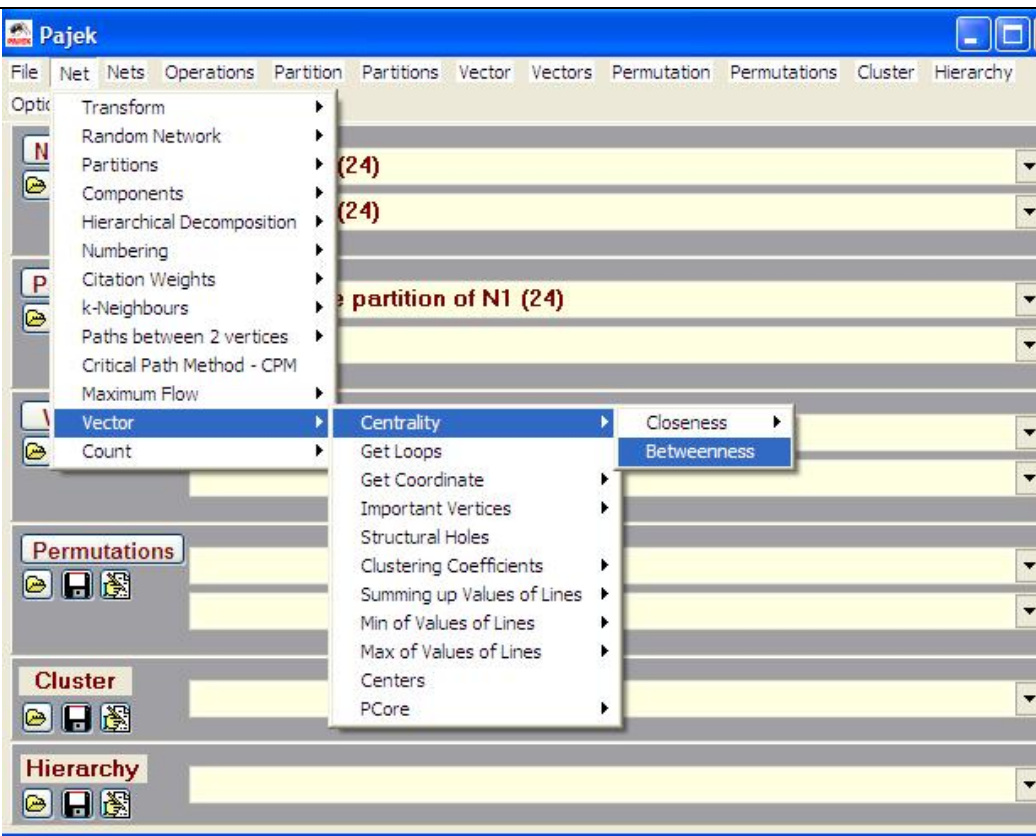 Pajek
File Net Nets Operations Partition Partitions Vector Vectors Permutation Permutations Cluster Hierarchy
Transform
Random Network
N
Partitions
(24)
Components
Hierarchical Decomposition
(24)
Numbering
Citation Weights
P
partition of N1 (24)
k-Neighbours
Paths between 2 vertices
Critical Path Method - CPM
Maximum Flow
Vector Centrality Closeness
Count Get Loops Betweenness
Get Coordinate
Important Vertices
Structural Holes
Permutations
Clustering Coefficients
Summing up Values of Lines
Min of Values of Lines
Max of Values of Lines
Cluster
Centers
PCore
Hierarchy